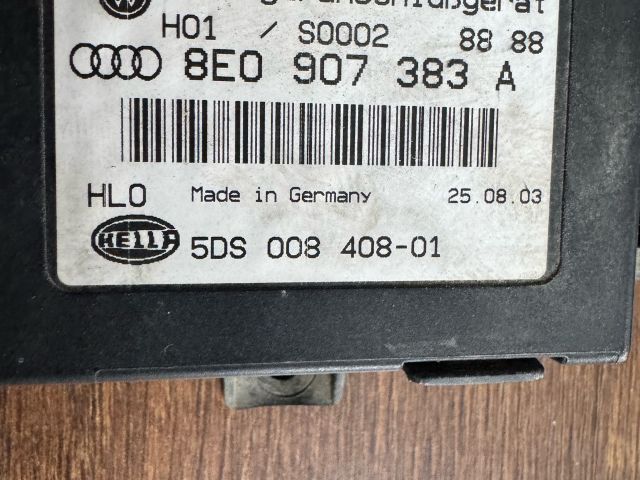 H01 / S0002 88 88
8E0 907 383 A
HLO Made in Germany 25.08.03
HELLA 5DS 008 408-01